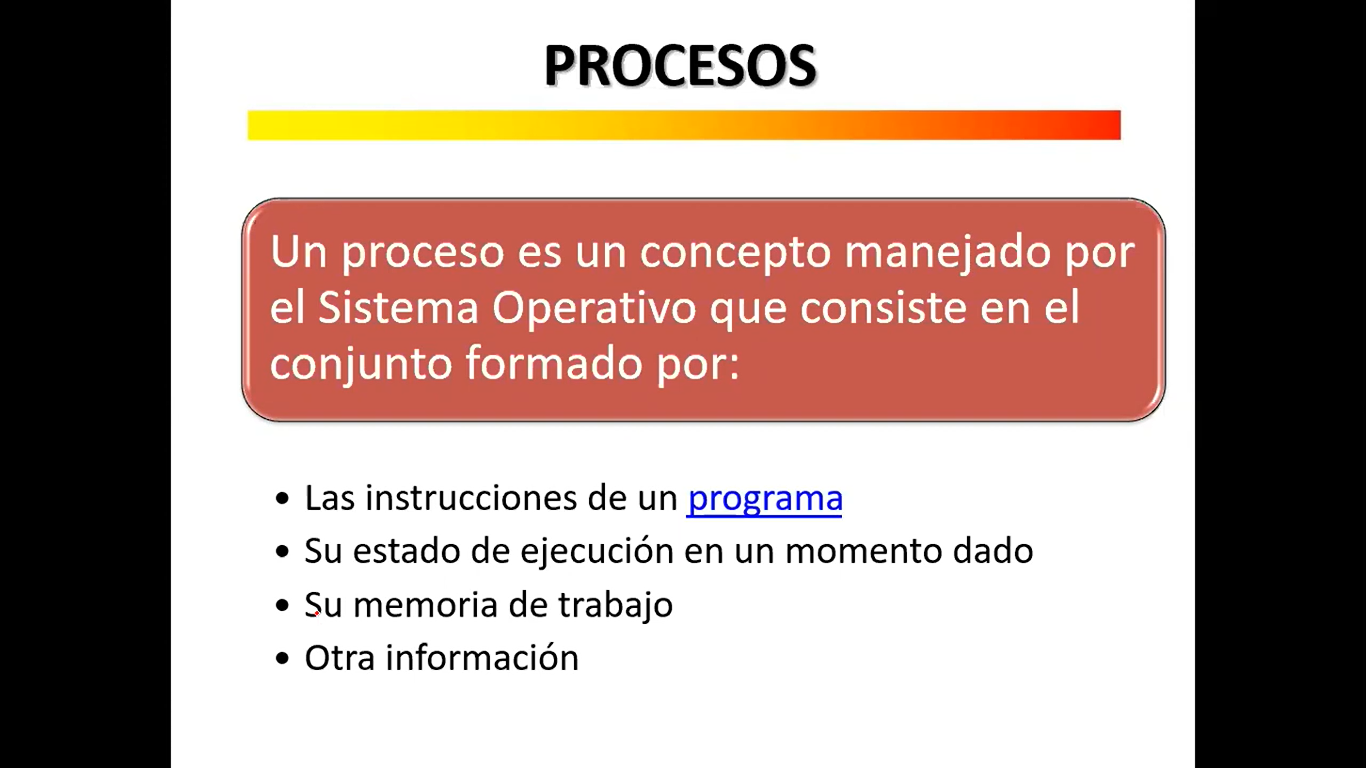 PROCESOS
Un proceso es un concepto manejado por
el Sistema Operativo que consiste en el
conjunto formado por:
• Las instrucciones de un programa
• Su estado de ejecución en un momento dado
• Su memoria de trabajo
• Otra información